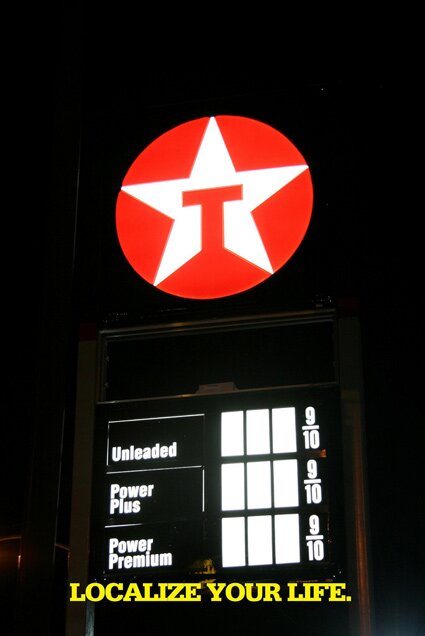 T
Unleaded 9/10
Power
Plus 9/10
Power
Premium 9/10
LOCALIZE YOUR LIFE.